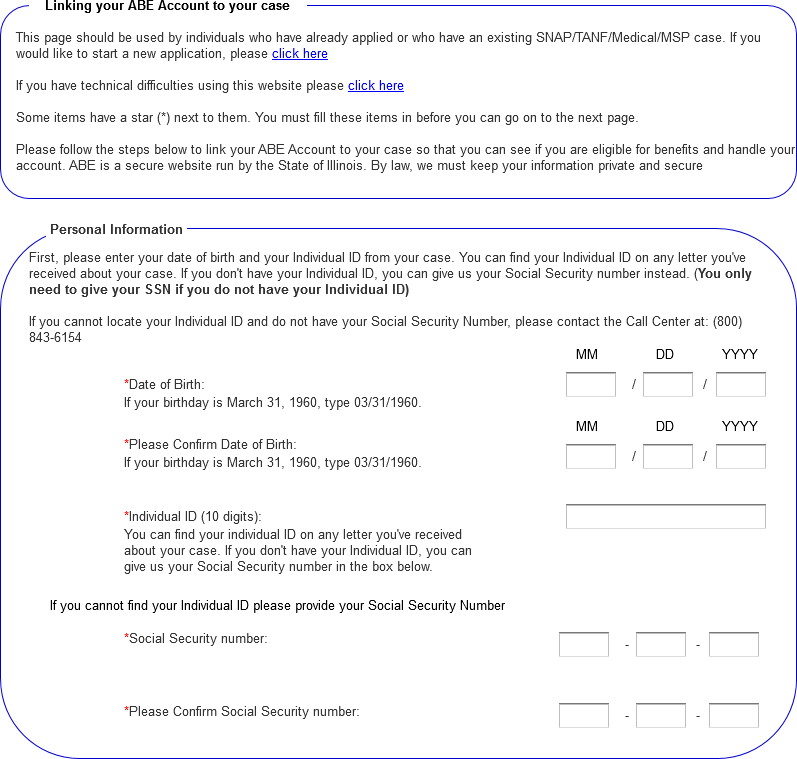 Linking your ABE Account to your case
This page should be used by individuals who have already applied or who have an existing SNAP/TANF/Medical/MSP case. If you
would like to start a new application, please click here
If you have technical difficulties using this website please click here
Some items have a star (*) next to them. You must fill these items in before you can go on to the next page.
Please follow the steps below to link your ABE Account to your case so that you can see if you are eligible for benefits and handle your
account. ABE is a secure website run by the State of Illinois. By law, we must keep your information private and secure
Personal Information
First, please enter your date of birth and your Individual ID from your case. You can find your Individual ID on any letter you've
received about your case. If you don't have your Individual ID, you can give us your Social Security number instead. (You only
need to give your SSN if you do not have your Individual ID)
If you cannot locate your Individual ID and do not have your Social Security Number, please contact the Call Center at: (800)
843-6154
MM DD YYYY
*Date of Birth: / /
If your birthday is March 31, 1960, type 03/31/1960.
MM DD YYYY
*Please Confirm Date of Birth: / /
If your birthday is March 31, 1960, type 03/31/1960.
*Individual ID (10 digits):
You can find your individual ID on any letter you've received
about your case. If you don't have your Individual ID, you can
give us your Social Security number in the box below.
If you cannot find your Individual ID please provide your Social Security Number
*Social Security number: - -
*Please Confirm Social Security number: - -